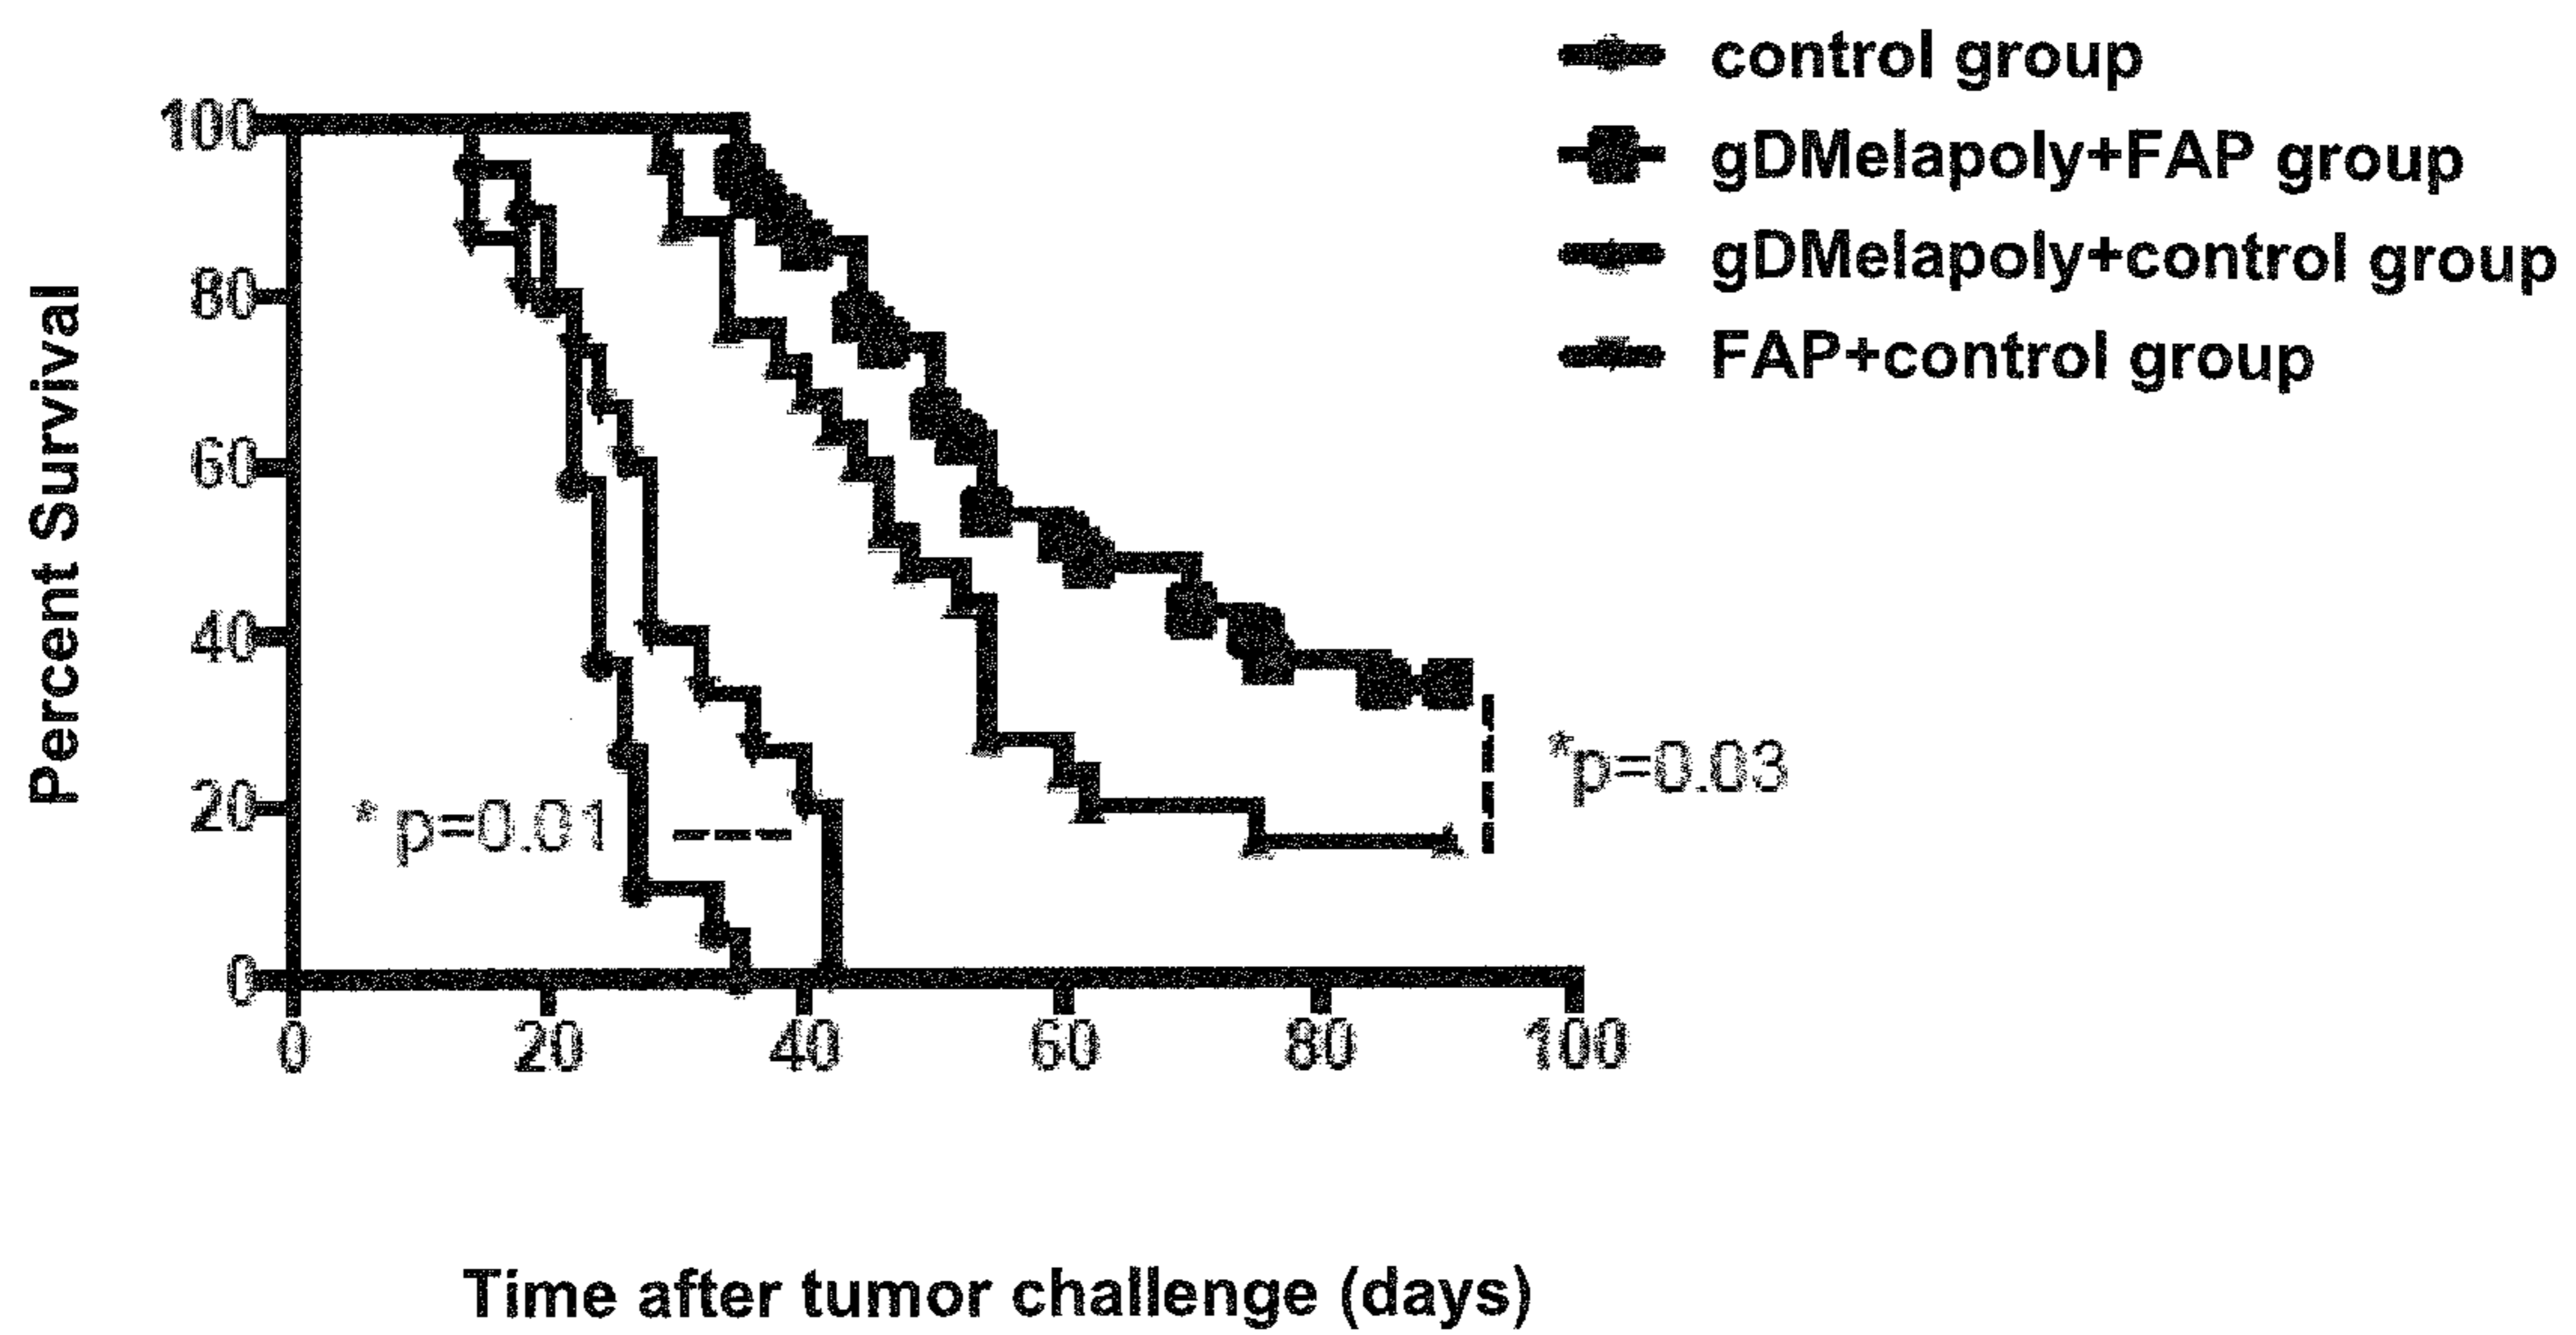 control group
gDMelapoly+FAP group
gDMelapoly+control group
FAP+control group
Percent Survival
100
80
60
40
20
0
* p=0.01
*p=0.03
0 20 40 60 80 100
Time after tumor challenge (days)